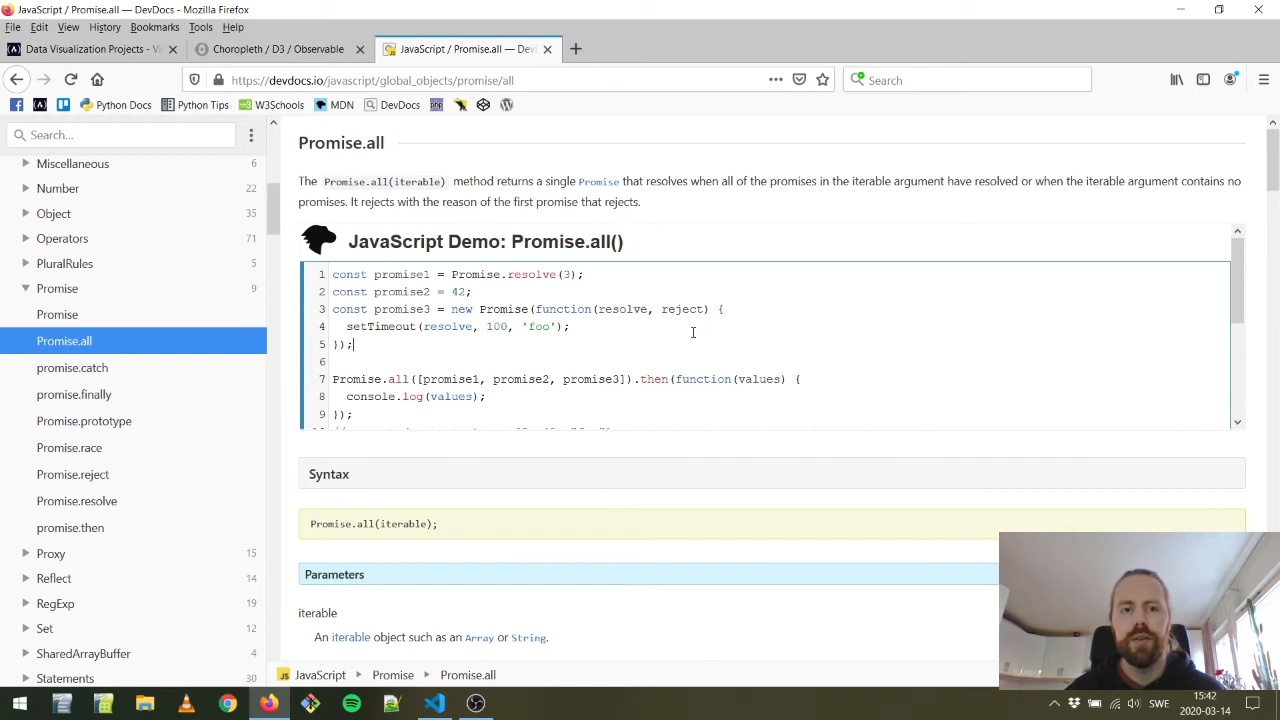 JavaScript / Promise.all — DevDocs - Mozilla Firefox
File Edit View History Bookmarks Tools Help
Data Visualization Projects - Vi
Choropleth / D3 / Observable
JavaScript / Promise.all — DevD
https://devdocs.io/javascript/global_objects/promise/all
Search
Python Docs Python Tips W3Schools MDN DevDocs
Search...
Miscellaneous 6
Number 22
Object 35
Operators 71
PluralRules
Promise 9
Promise
Promise.all
promise.catch
promise.finally
Promise.prototype
Promise.race
Promise.reject
Promise.resolve
promise.then
Proxy 15
Reflect 14
RegExp 19
Set 12
SharedArrayBuffer 4
Statements 30
Promise.all
The Promise.all(iterable) method returns a single Promise that resolves when all of the promises in the iterable argument have resolved or when the iterable argument contains no
promises. It rejects with the reason of the first promise that rejects.
JavaScript Demo: Promise.all()
1 const promise1 = Promise.resolve(3);
2 const promise2 = 42;
3 const promise3 = new Promise(function(resolve, reject) {
4 setTimeout(resolve, 100, 'foo');
5 });
6
7 Promise.all([promise1, promise2, promise3]).then(function(values) {
8 console.log(values);
9 });
Syntax
Promise.all(iterable);
Parameters
iterable
An iterable object such as an Array or String.
JavaScript Promise Promise.all
SWE
15:42
2020-03-14